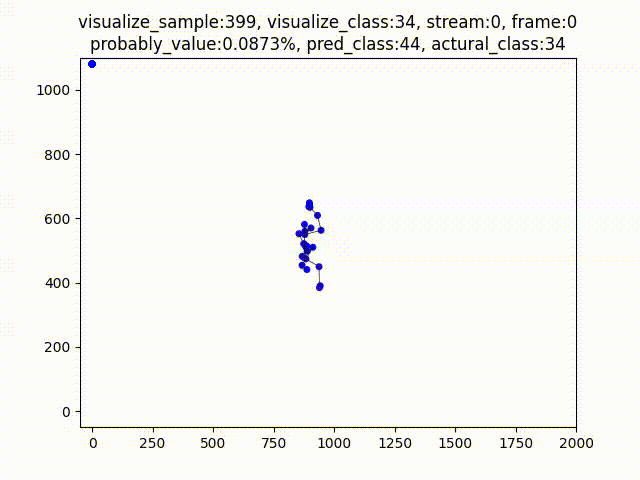 visualize_sample:399, visualize_class:34, stream:0, frame:0
probably_value:0.0873%, pred_class:44, actural_class:34
1000
800
600
400
200
0
0 250 500 750 1000 1250 1500 1750 2000